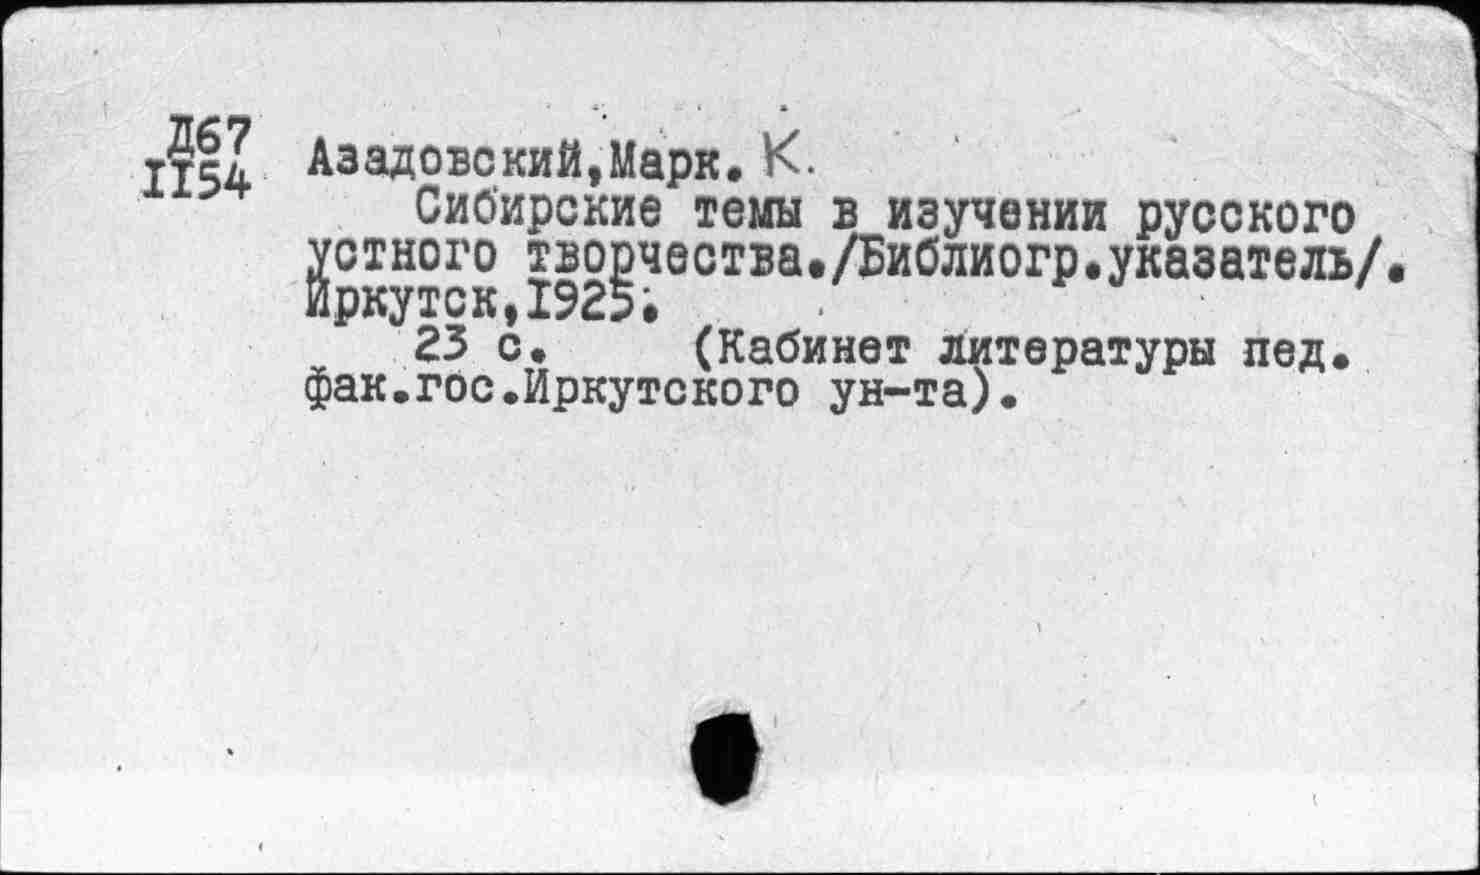 Д67
II54
Азадовский,Марк. К.
Сибирские темы в изучении русского
устного творчества./Библиогр.указатель/.
Иркутск,I925.
23 с. (Кабинет литературы пед.
фак.гос.Иркутского ун-та).